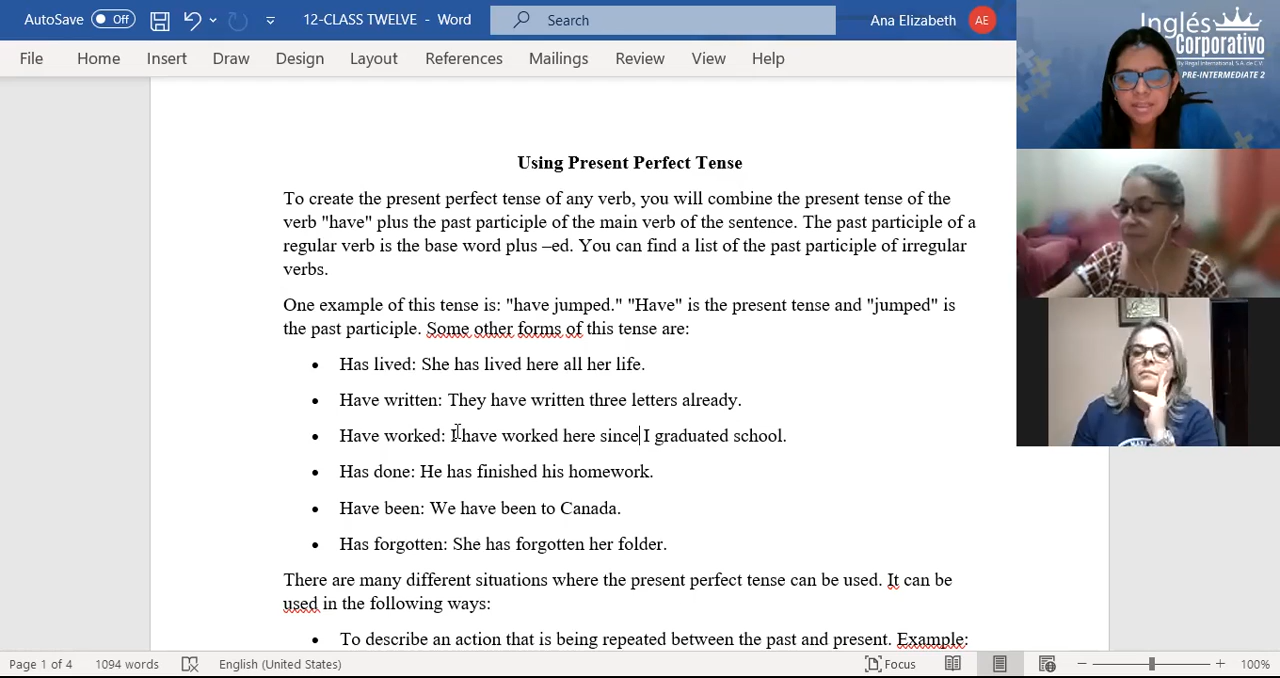 AutoSave Off 12-CLASS TWELVE - Word Search Ana Elizabeth AE
File Home Insert Draw Design Layout References Mailings Review View Help
Using Present Perfect Tense
To create the present perfect tense of any verb, you will combine the present tense of the
verb "have" plus the past participle of the main verb of the sentence. The past participle of a
regular verb is the base word plus –ed. You can find a list of the past participle of irregular
verbs.
One example of this tense is: "have jumped." "Have" is the present tense and "jumped" is
the past participle. Some other forms of this tense are:
• Has lived: She has lived here all her life.
• Have written: They have written three letters already.
• Have worked: I have worked here since I graduated school.
• Has done: He has finished his homework.
• Have been: We have been to Canada.
• Has forgotten: She has forgotten her folder.
There are many different situations where the present perfect tense can be used. It can be
used in the following ways:
• To describe an action that is being repeated between the past and present. Example:
Page 1 of 4 1094 words English (United States) Focus 100%
Inglés
Corporativo
By Regal International, S.A. de C.V.
PRE-INTERMEDIATE 2